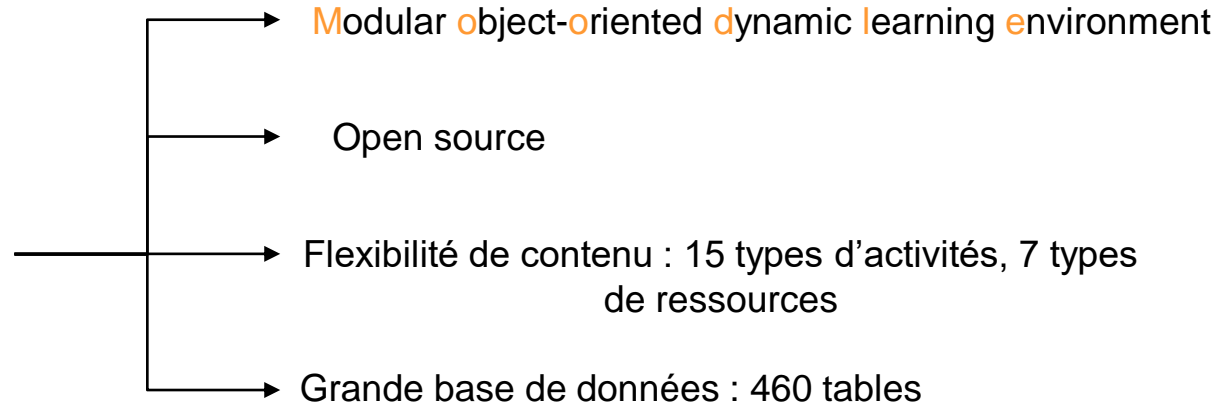 Modular object-oriented dynamic learning environment
Open source
Flexibilité de contenu : 15 types d’activités, 7 types
de ressources
Grande base de données : 460 tables